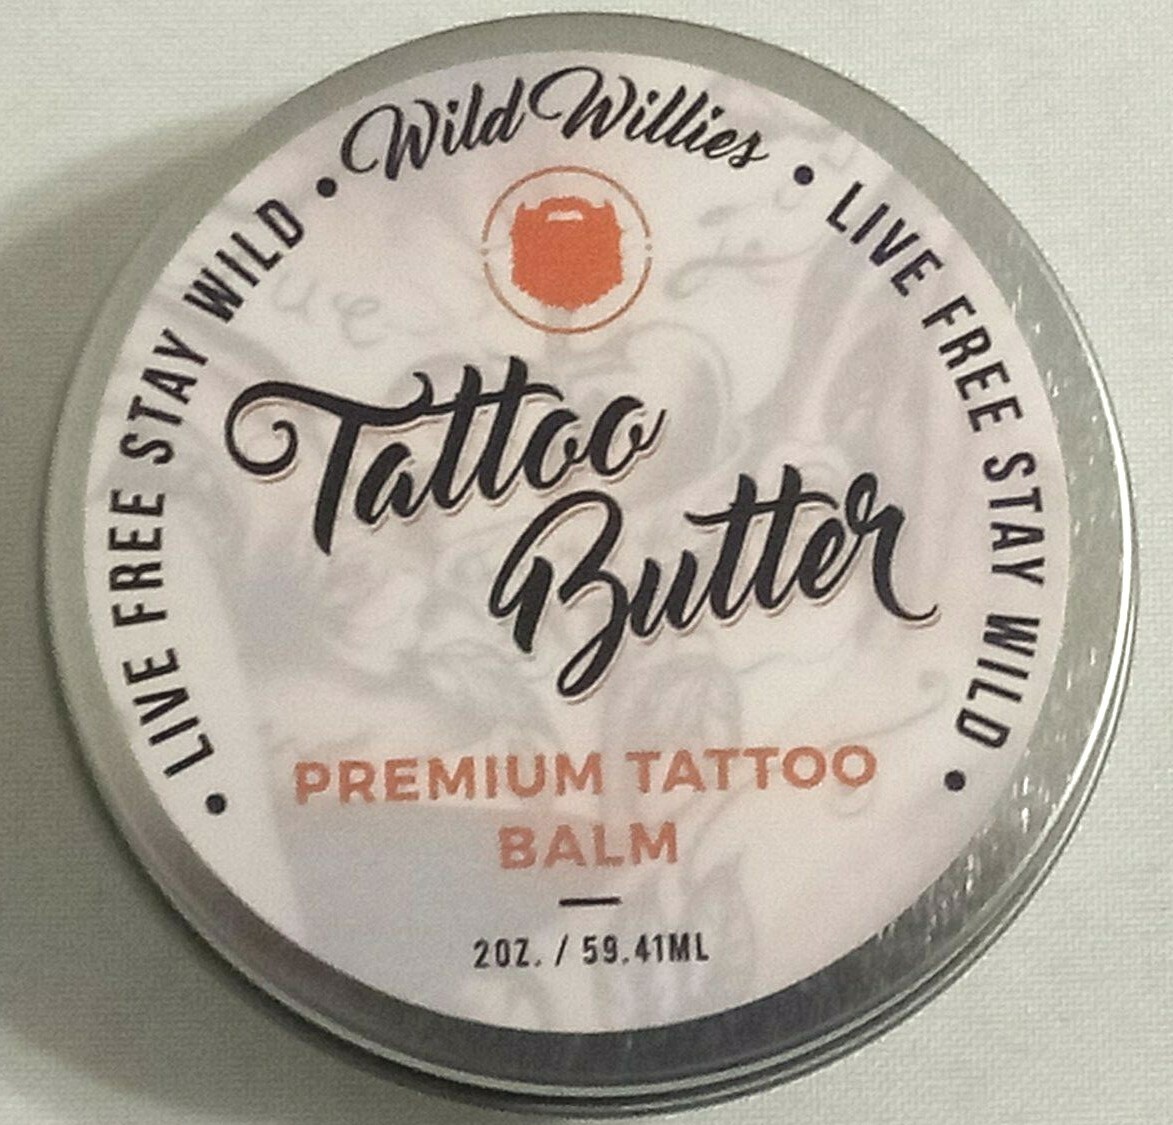 Wild Willies
• LIVE FREE STAY WILD •
• LIVE FREE STAY WILD •
Tattoo
Butter
PREMIUM TATTOO
BALM
2OZ. / 59.41ML